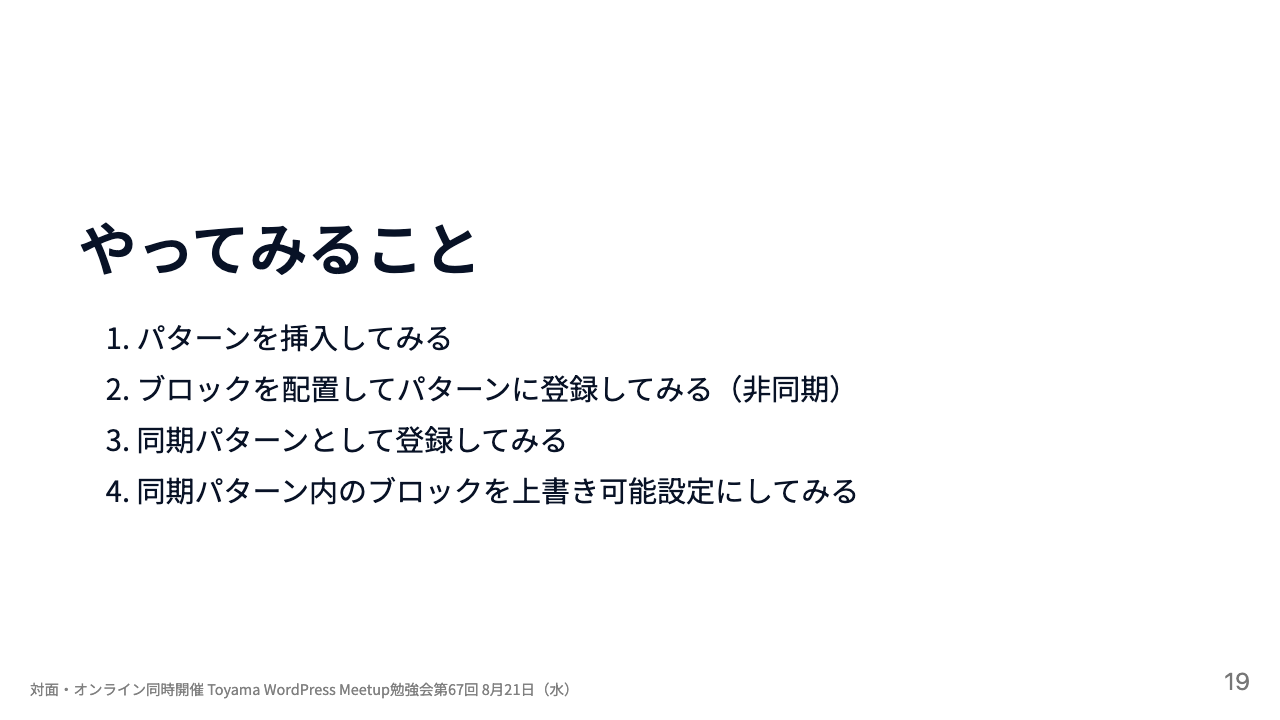 やってみること
1. パターンを挿入してみる
2. ブロックを配置してパターンに登録してみる（非同期）
3. 同期パターンとして登録してみる
4. 同期パターン内のブロックを上書き可能設定にしてみる
対面・オンライン同時開催 Toyama WordPress Meetup勉強会第67回 8月21日（水）
19